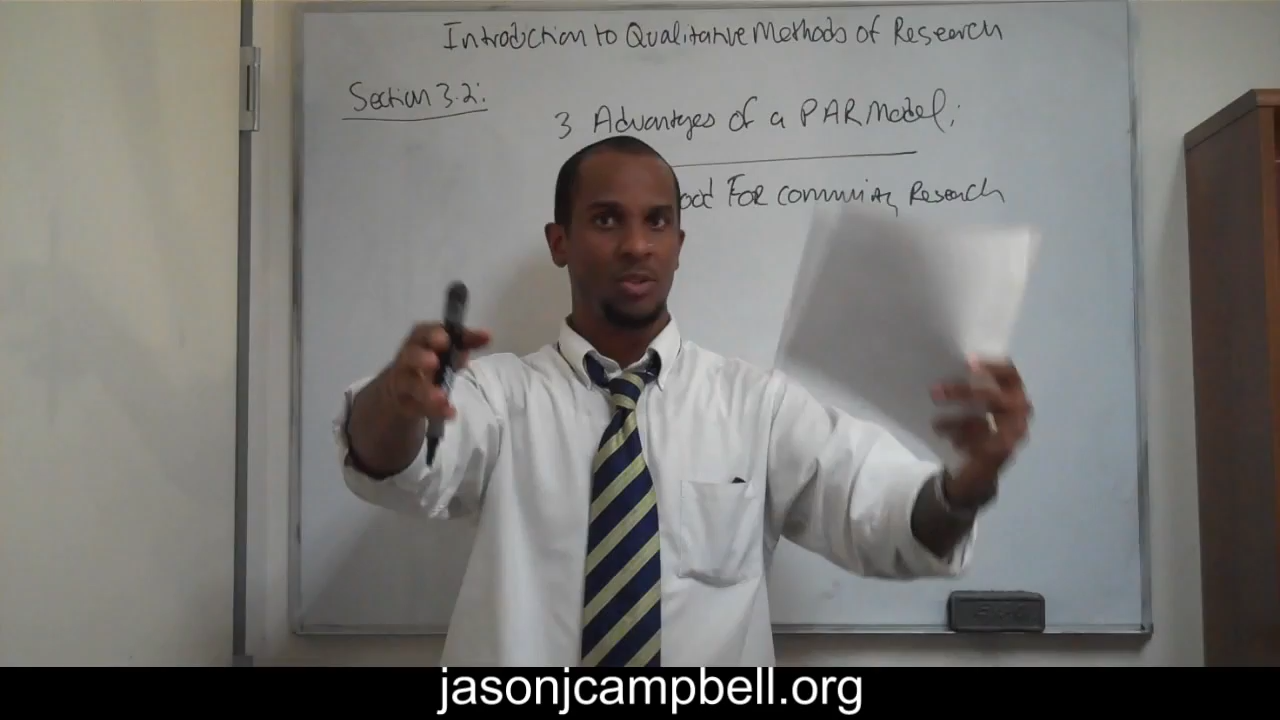 Introduction to Qualitative Methods of Research
Section 3.2:
3 Advantages of a PAR Model:
ood For Community Research
jasonjcampbell.org